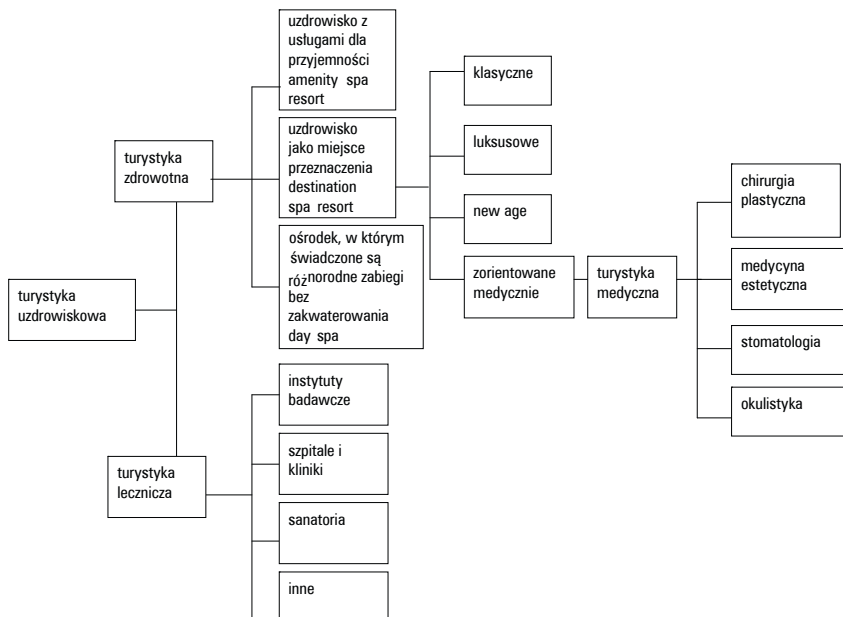 turystyka
uzdrowiskowa
turystyka
zdrowotna
uzdrowisko z
usługami dla
przyjemności
amenity spa
resort
uzdrowisko
jako miejsce
przeznaczenia
destination
spa resort
ośrodek, w którym
świadczone są
różnorodne zabiegi
bez
zakwaterowania
day spa
klasyczne
luksusowe
new age
zorientowane
medycznie
turystyka
medyczna
chirurgia
plastyczna
medycyna
estetyczna
stomatologia
okulistyka
turystyka
lecznicza
instytuty
badawcze
szpitale i
kliniki
sanatoria
inne